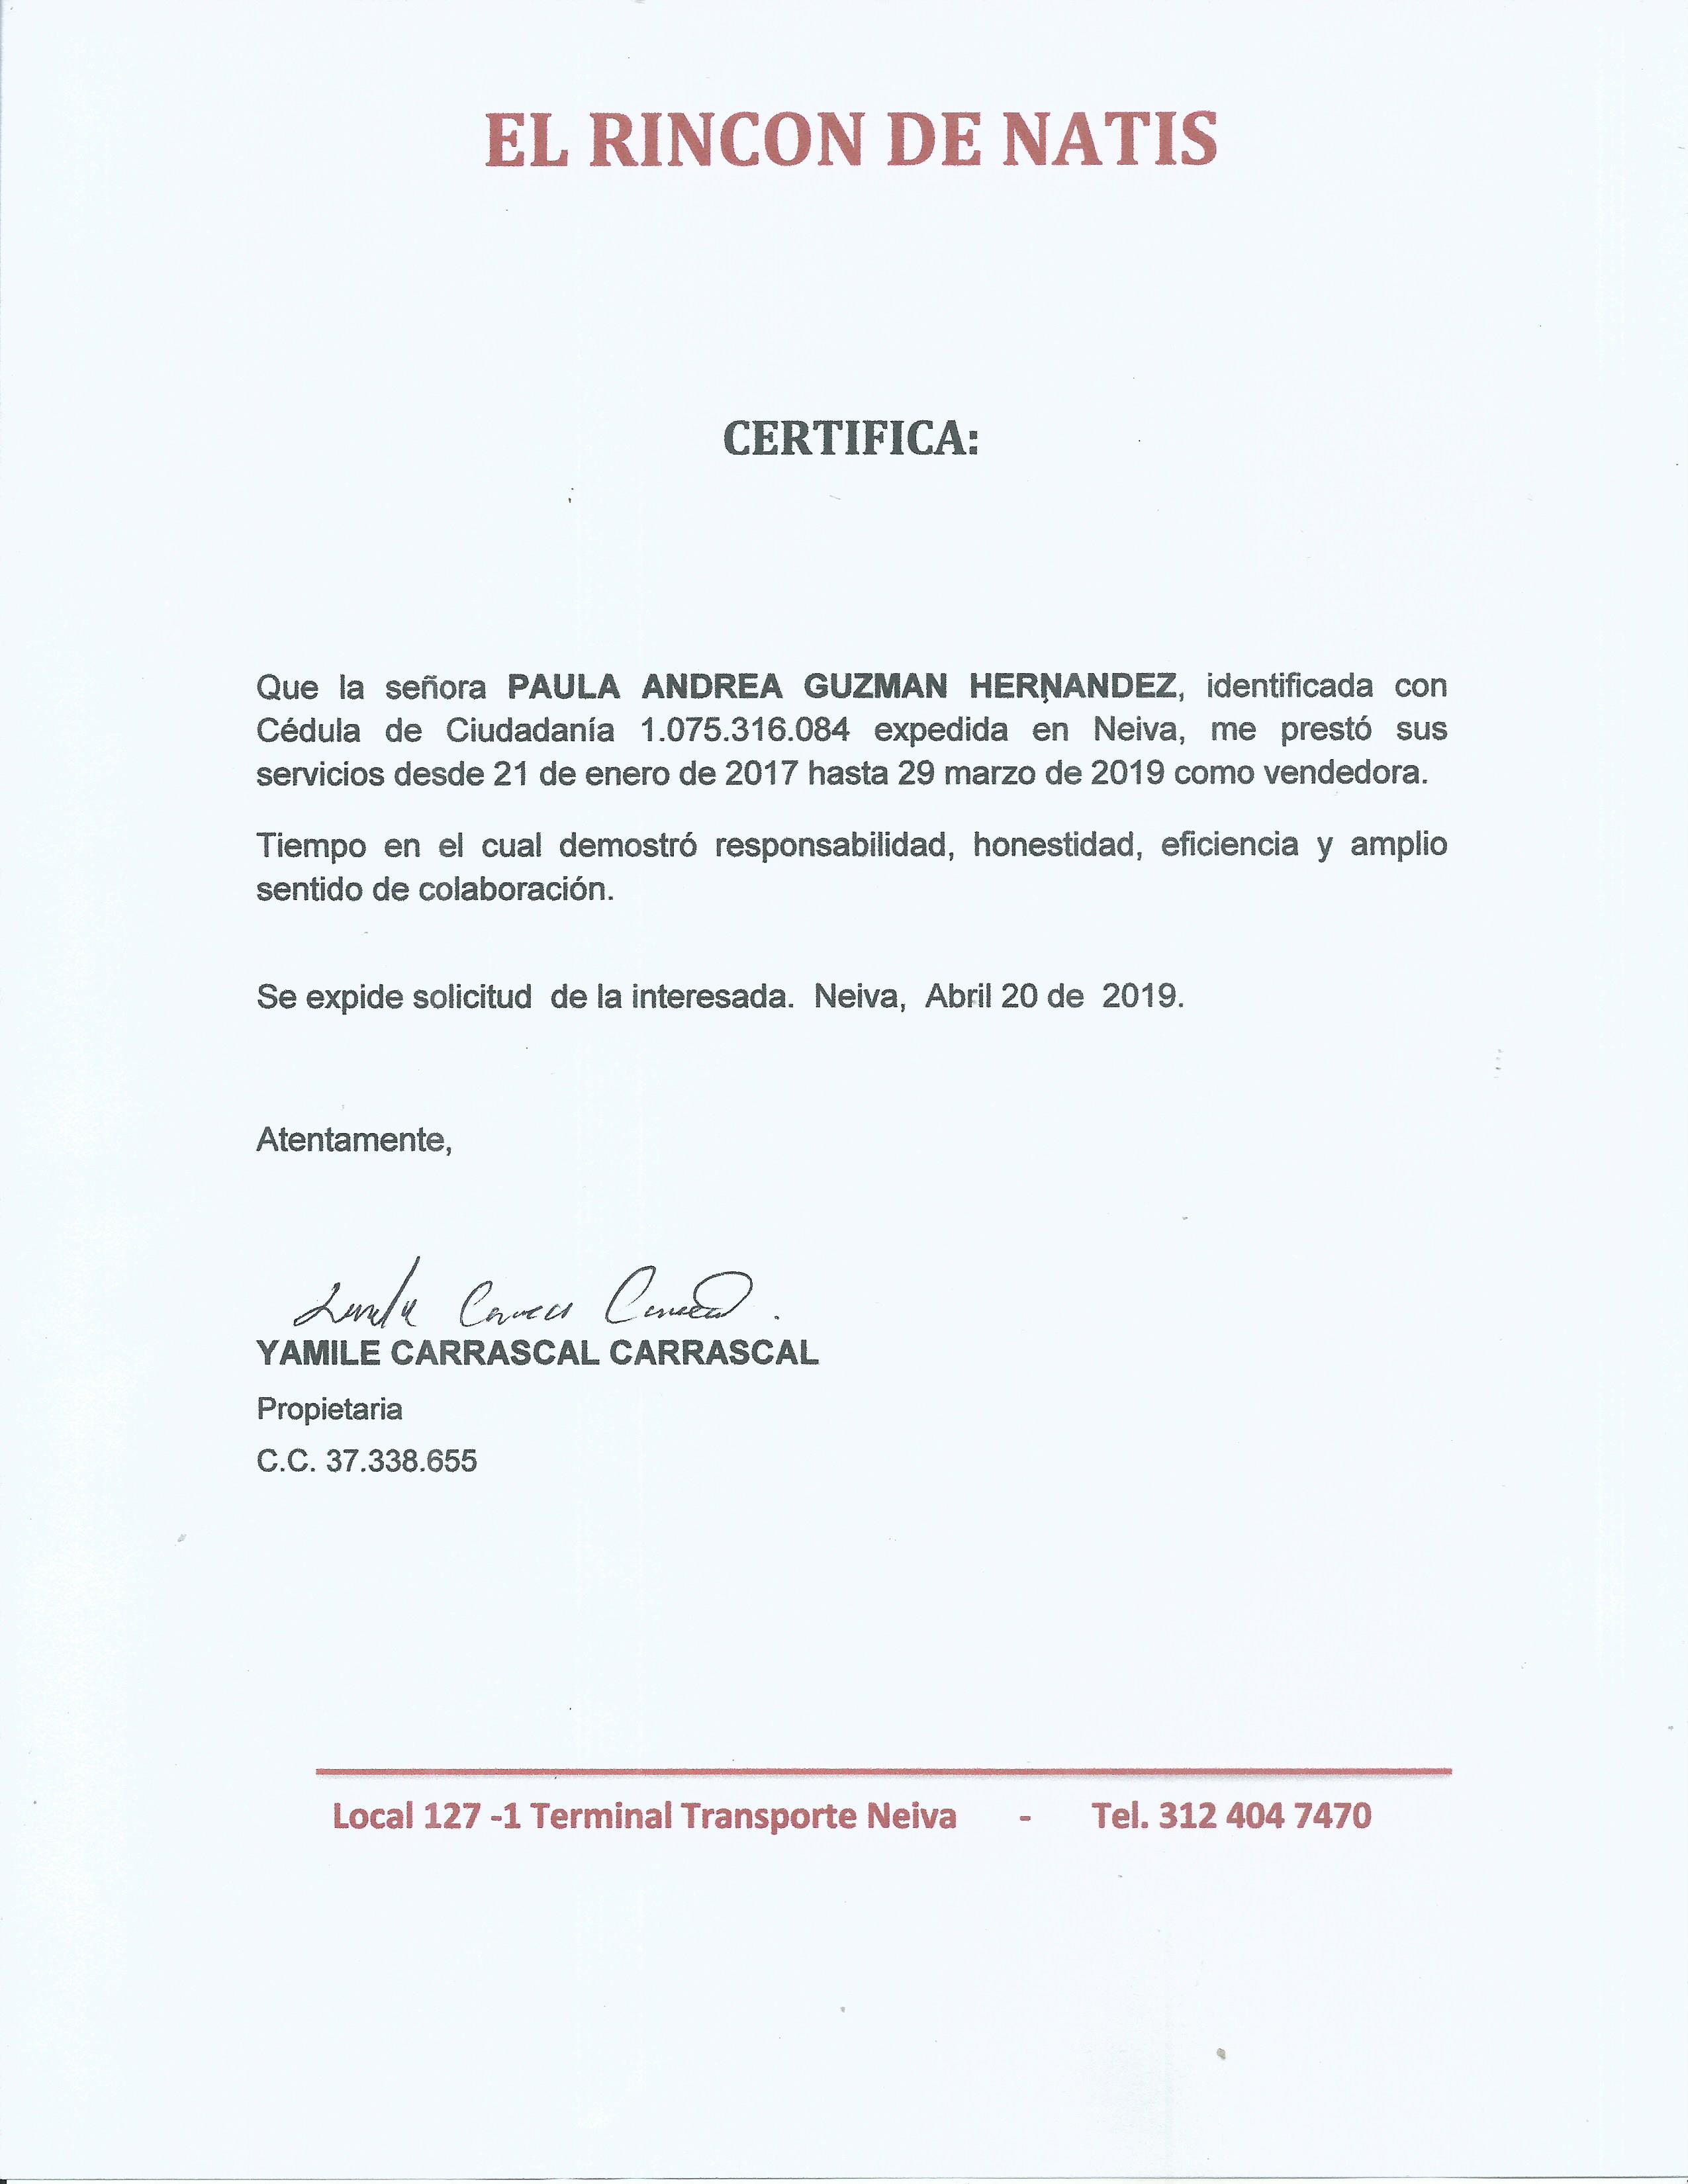 EL RINCON DE NATIS
CERTIFICA:
Que la señora PAULA ANDREA GUZMAN HERNANDEZ, identificada con
Cédula de Ciudadanía 1.075.316.084 expedida en Neiva, me prestó sus
servicios desde 21 de enero de 2017 hasta 29 marzo de 2019 como vendedora.
Tiempo en el cual demostró responsabilidad, honestidad, eficiencia y amplio
sentido de colaboración.
Se expide solicitud de la interesada. Neiva, Abril 20 de 2019.
Atentamente,
YAMILE CARRASCAL CARRASCAL
Propietaria
C.C. 37.338.655
Local 127 -1 Terminal Transporte Neiva - Tel. 312 404 7470